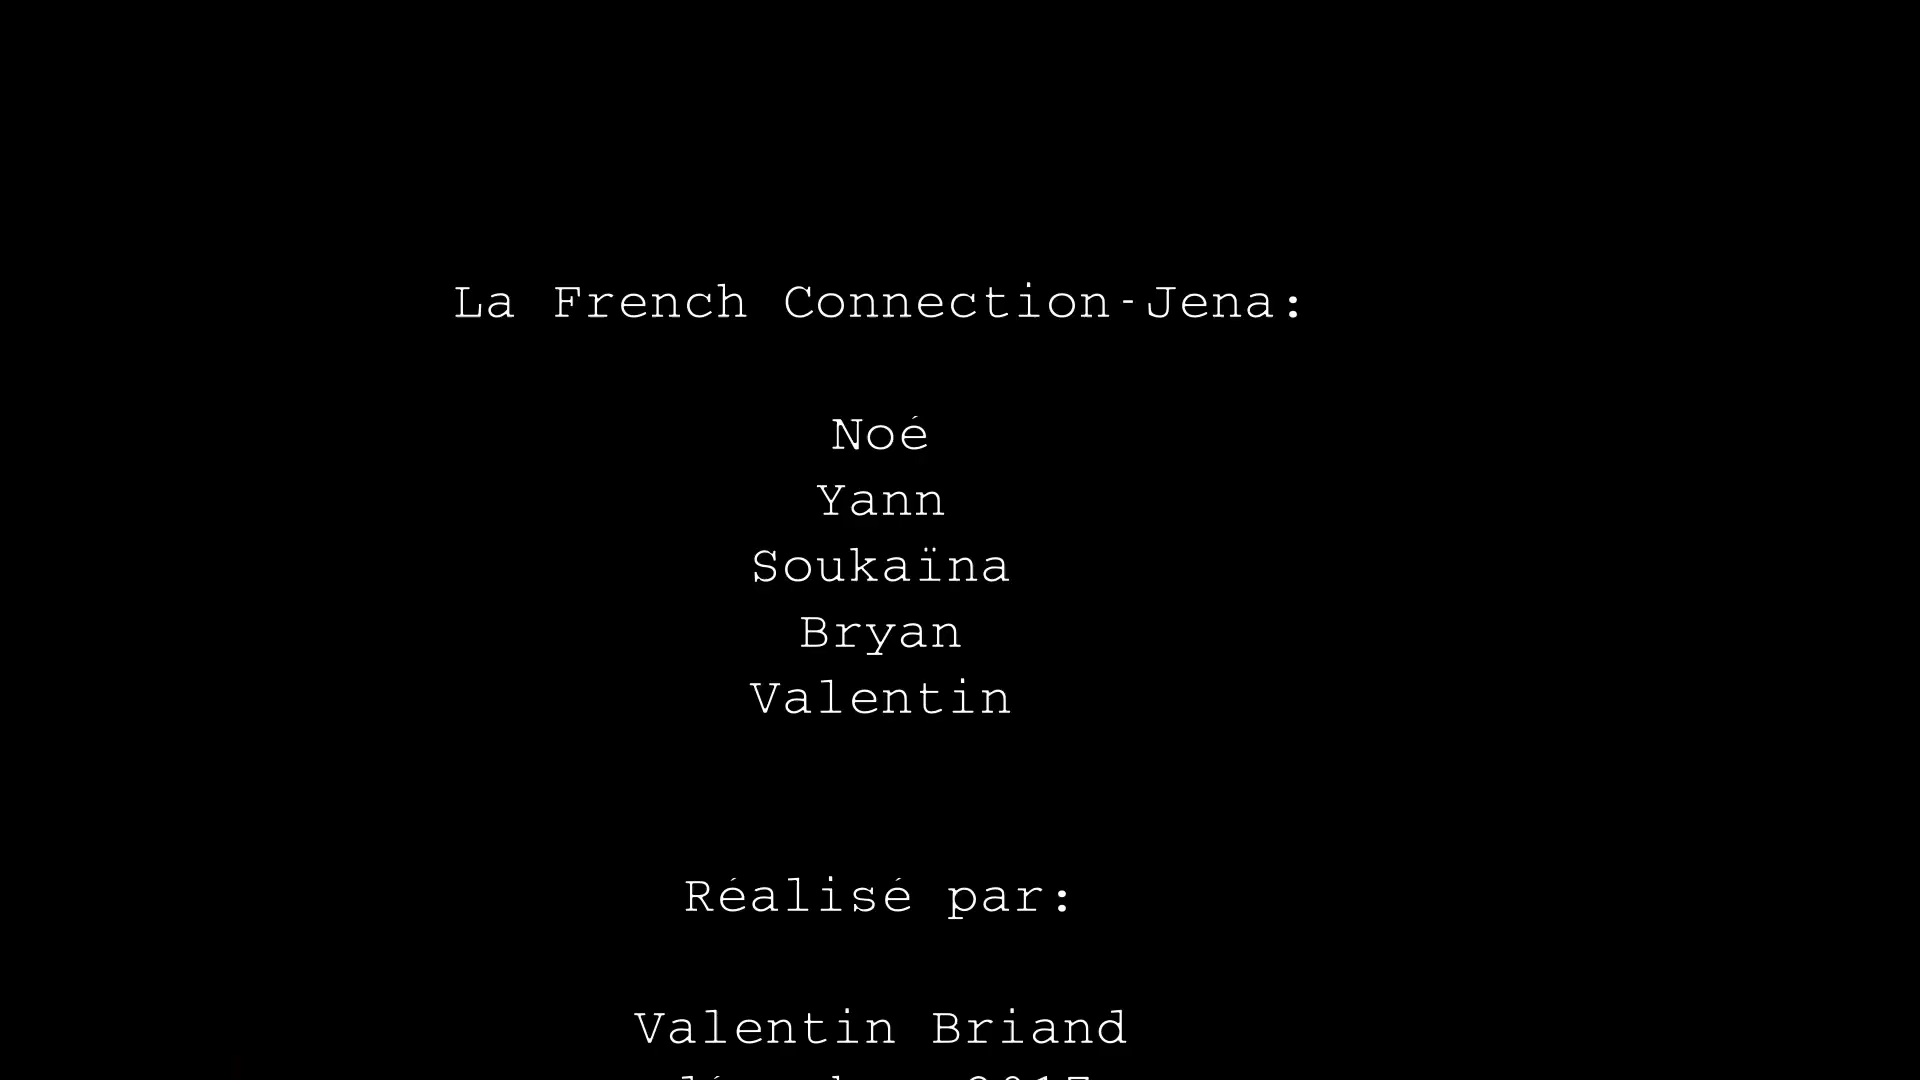 La French Connection-Jena:
Noé
Yann
Soukaïna
Bryan
Valentin
Réalisé par:
Valentin Briand